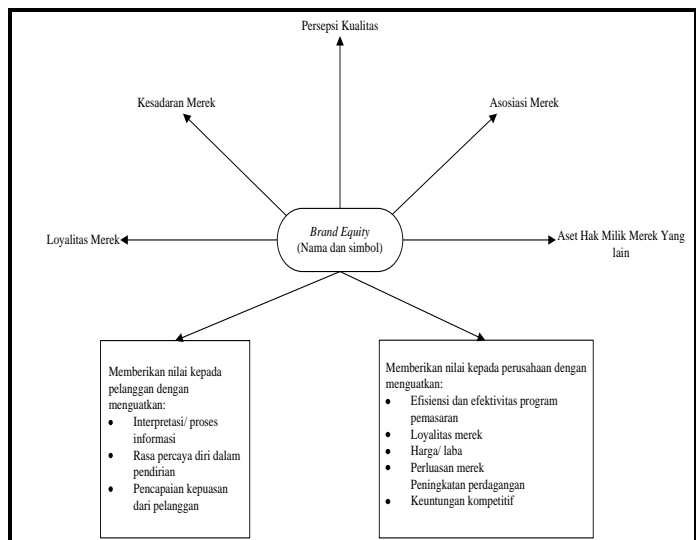 Persepsi Kualitas
Kesadaran Merek
Asosiasi Merek
Loyalitas Merek
Brand Equity
(Nama dan simbol)
Aset Hak Milik Merek Yang
lain
Memberikan nilai kepada
pelanggan dengan
menguatkan:
• Interpretasi/ proses
informasi
• Rasa percaya diri dalam
pendirian
• Pencapaian kepuasan
dari pelanggan
Memberikan nilai kepada perusahaan dengan
menguatkan:
• Efisiensi dan efektivitas program
pemasaran
• Loyalitas merek
• Harga/ laba
• Perluasan merek
Peningkatan perdagangan
• Keuntungan kompetitif